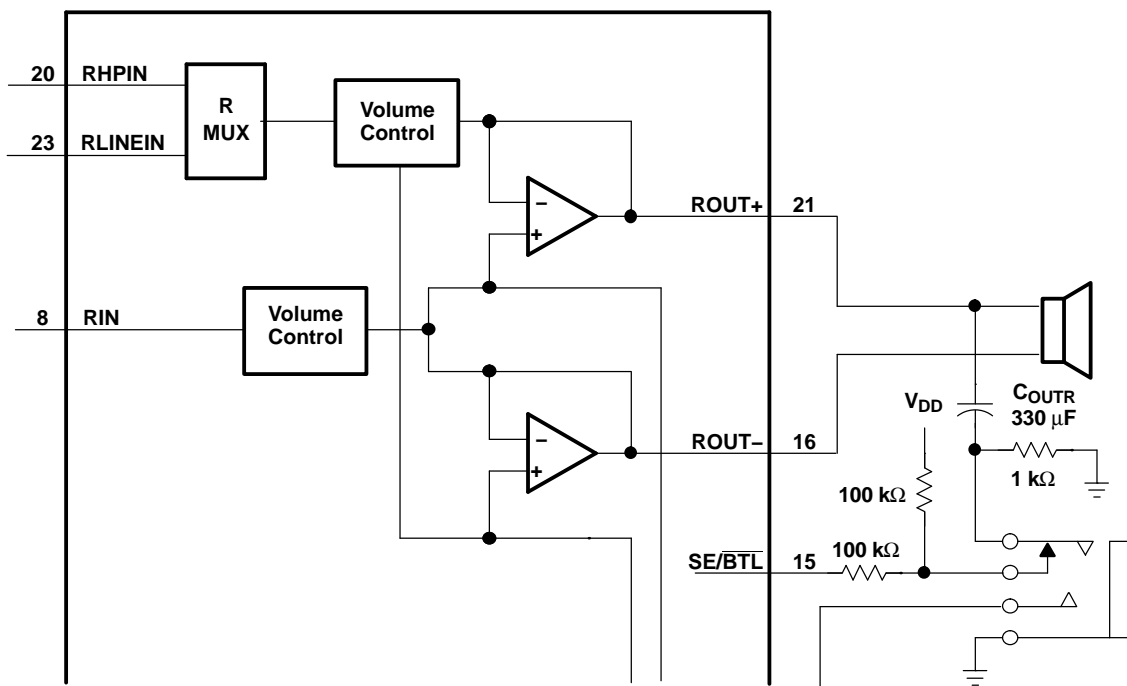 20 RHPIN
R
MUX
Volume
Control
23 RLINEIN
−
+
ROUT+ 21
8 RIN
Volume
Control
−
+
ROUT− 16
VDD
COUTR
330 μF
1 kΩ
100 kΩ
100 kΩ
SE/B̅T̅L̅ 15